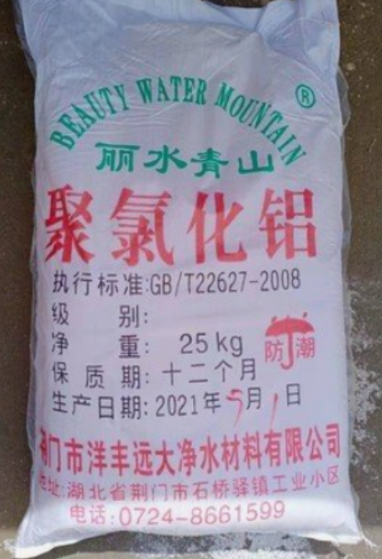 BEAUTY WATER MOUNTAIN ®
丽水青山
聚氯化铝
执行标准:GB/T22627-2008
级 别:
净 重: 25kg
防潮
保质期:十二个月
生产日期:2021年5月1日
荆门市洋丰远大净水材料有限公司
地址:湖北省荆门市石桥驿镇工业小区
电话:0724-8661599